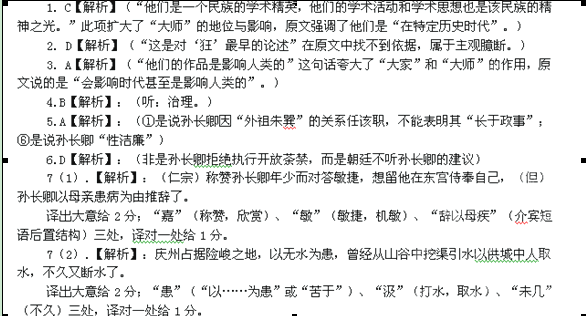 1. C【解析】（“他们是一个民族的学术精英，他们的学术活动和学术思想也是该民族的精
神之光。”此项扩大了“大师”的地位与影响，原文强调了他们是“在特定历史时代”。）
2. D【解析】（“这是对‘狂’最早的论述”在原文中找不到依据，属于主观臆断。）
3. A【解析】（“他们的作品是影响人类的”这句话夸大了“大家”和“大师”的作用，原
文说的是“会影响时代甚至是影响人类的”。）
4.B【解析】：（听：治理。）
5.A【解析】：（①是说孙长卿因“外祖朱巽”的关系任该职，不能表明其“长于政事”；
⑥是说孙长卿“性洁廉”）
6.D【解析】：（非是孙长卿拒绝执行开放茶禁，而是朝廷不听孙长卿的建议）
7（1）.【解析】：（仁宗）称赞孙长卿年少而对答敏捷，想留他在东宫侍奉自己，（但）
孙长卿以母亲患病为由推辞了。
译出大意给 2 分；“嘉”（称赞，欣赏）、“敏”（敏捷，机敏）、“辞以母疾”（介宾短
语后置结构）三处，译对一处给 1 分。
7（2）.【解析】：庆州占据险峻之地，以无水为患，曾经从山谷中挖渠引水以供城中人取
水，不久又断水了。
译出大意给 2 分；“患”（“以……为患”或“苦于”）、“汲”（打水，取水）、“未几”
（不久）三处，译对一处给 1 分。